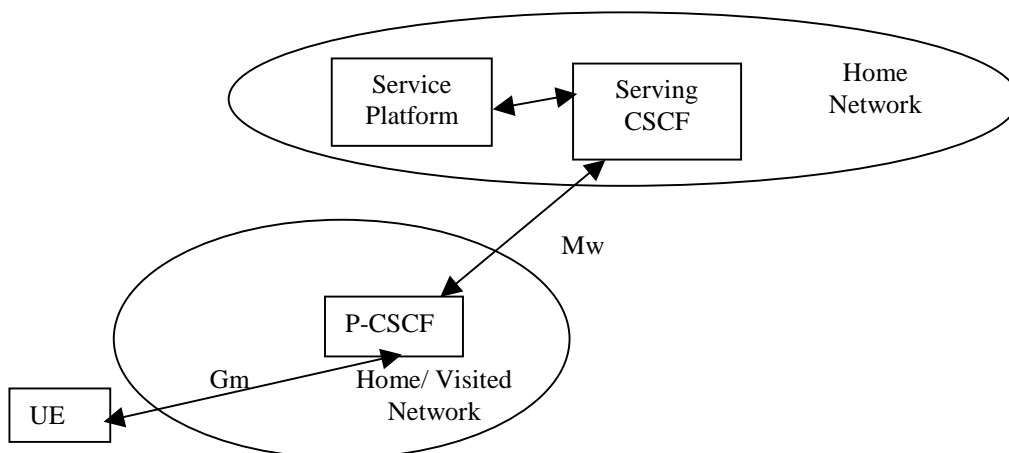 Service
Platform
Serving
CSCF
Home
Network
Mw
P-CSCF
Gm
Home/ Visited
Network
UE